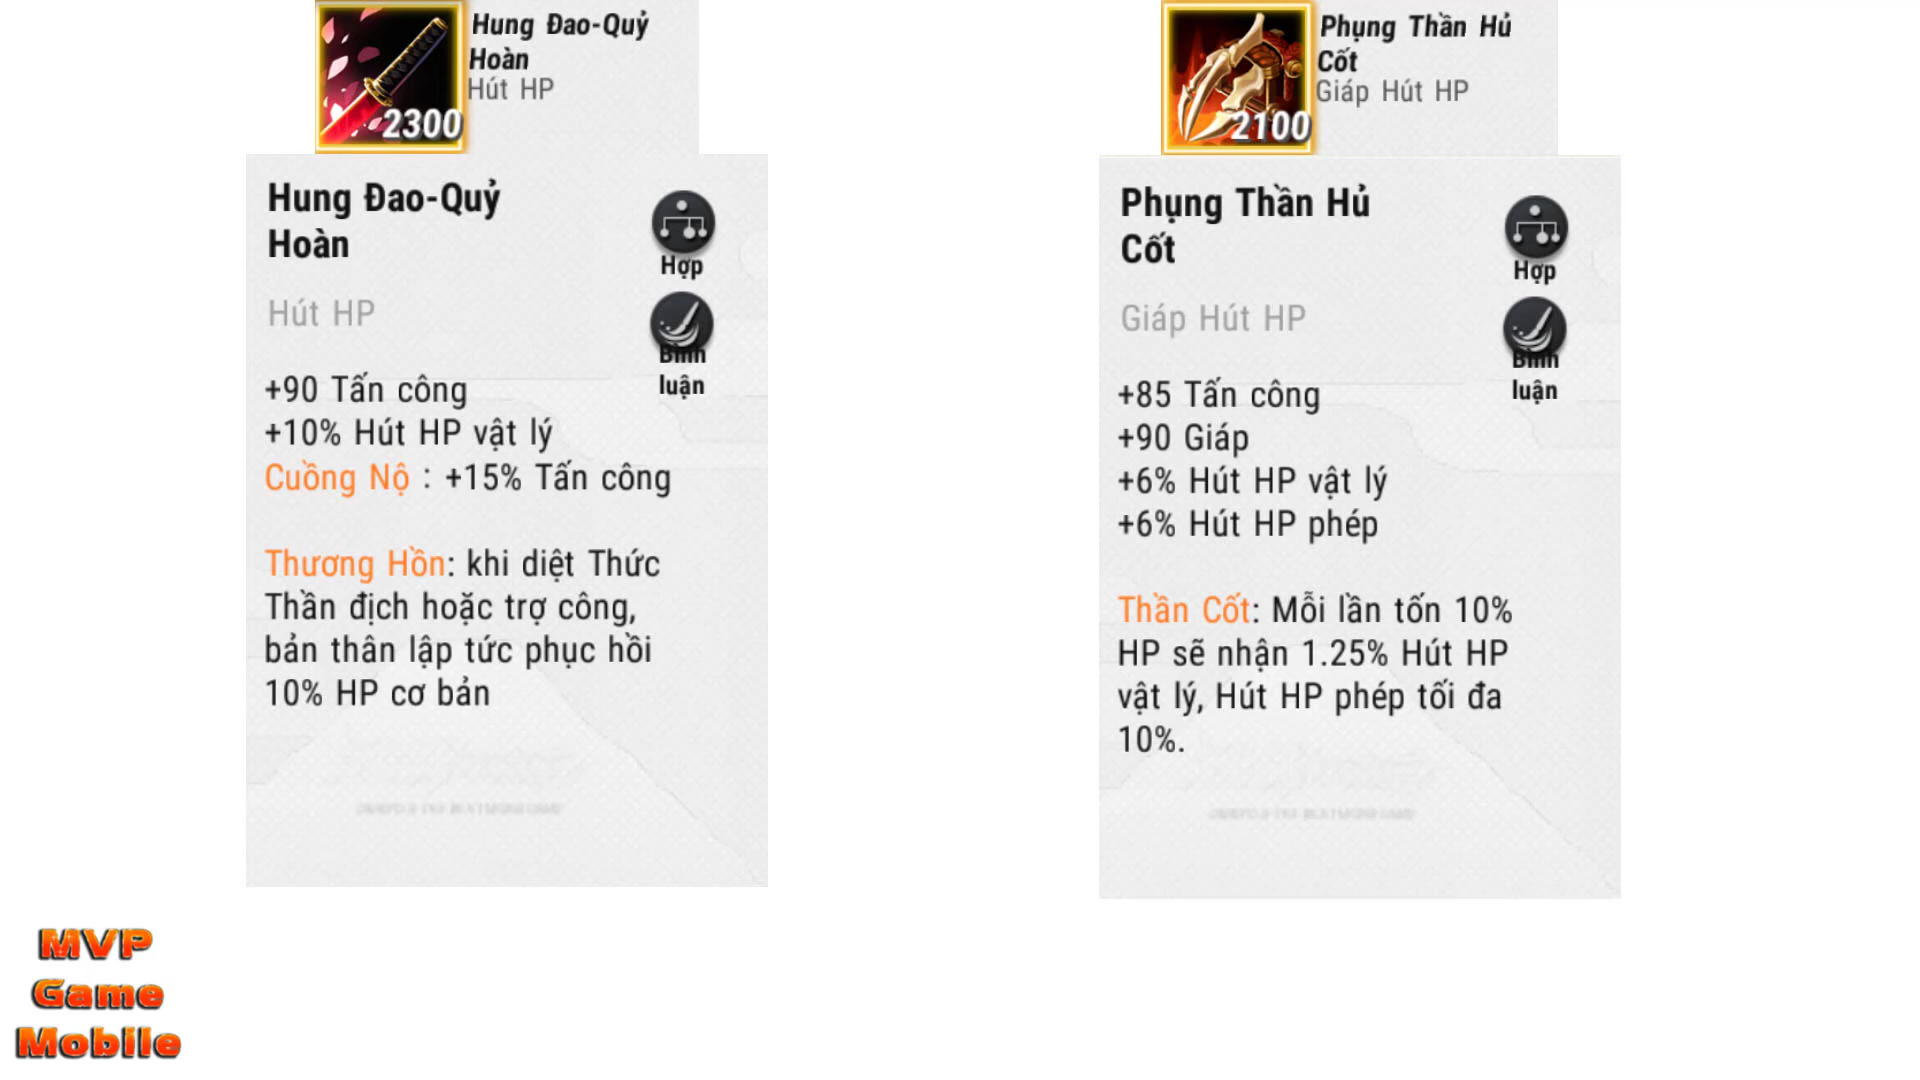 Hung Đao-Quỷ
Hoàn
Hút HP
2300
Hung Đao-Quỷ
Hoàn
Hợp
Hút HP
Bình
luận
+90 Tấn công
+10% Hút HP vật lý
Cuồng Nộ : +15% Tấn công
Thương Hồn: khi diệt Thức
Thần địch hoặc trợ công,
bản thân lập tức phục hồi
10% HP cơ bản
Phụng Thần Hủ
Cốt
Giáp Hút HP
2100
Phụng Thần Hủ
Cốt
Hợp
Giáp Hút HP
Bình
luận
+85 Tấn công
+90 Giáp
+6% Hút HP vật lý
+6% Hút HP phép
Thần Cốt: Mỗi lần tốn 10%
HP sẽ nhận 1.25% Hút HP
vật lý, Hút HP phép tối đa
10%.
MVP
Game
Mobile